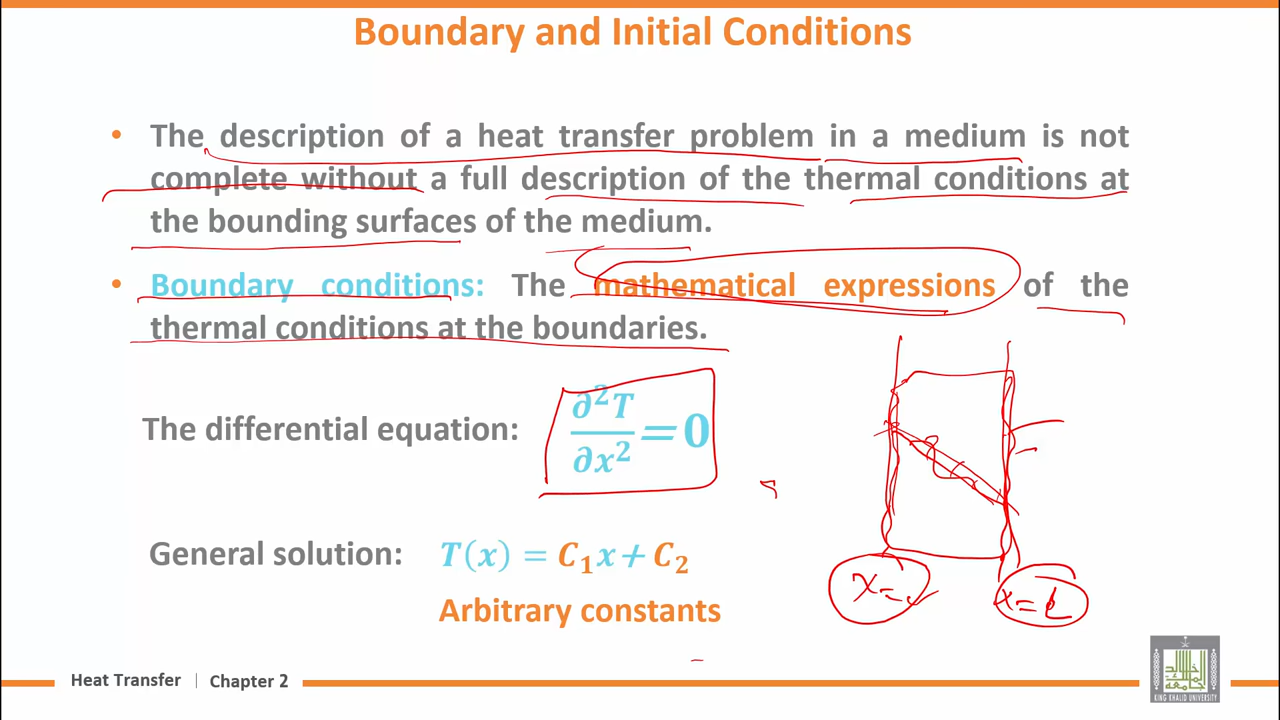 Boundary and Initial Conditions
• The description of a heat transfer problem in a medium is not
complete without a full description of the thermal conditions at
the bounding surfaces of the medium.
• Boundary conditions: The mathematical expressions of the
thermal conditions at the boundaries.
The differential equation: ∂²T/∂x² = 0
General solution: T(x) = C₁x + C₂
Arbitrary constants
x=
x=L
Heat Transfer | Chapter 2
KING KHALID UNIVERSITY